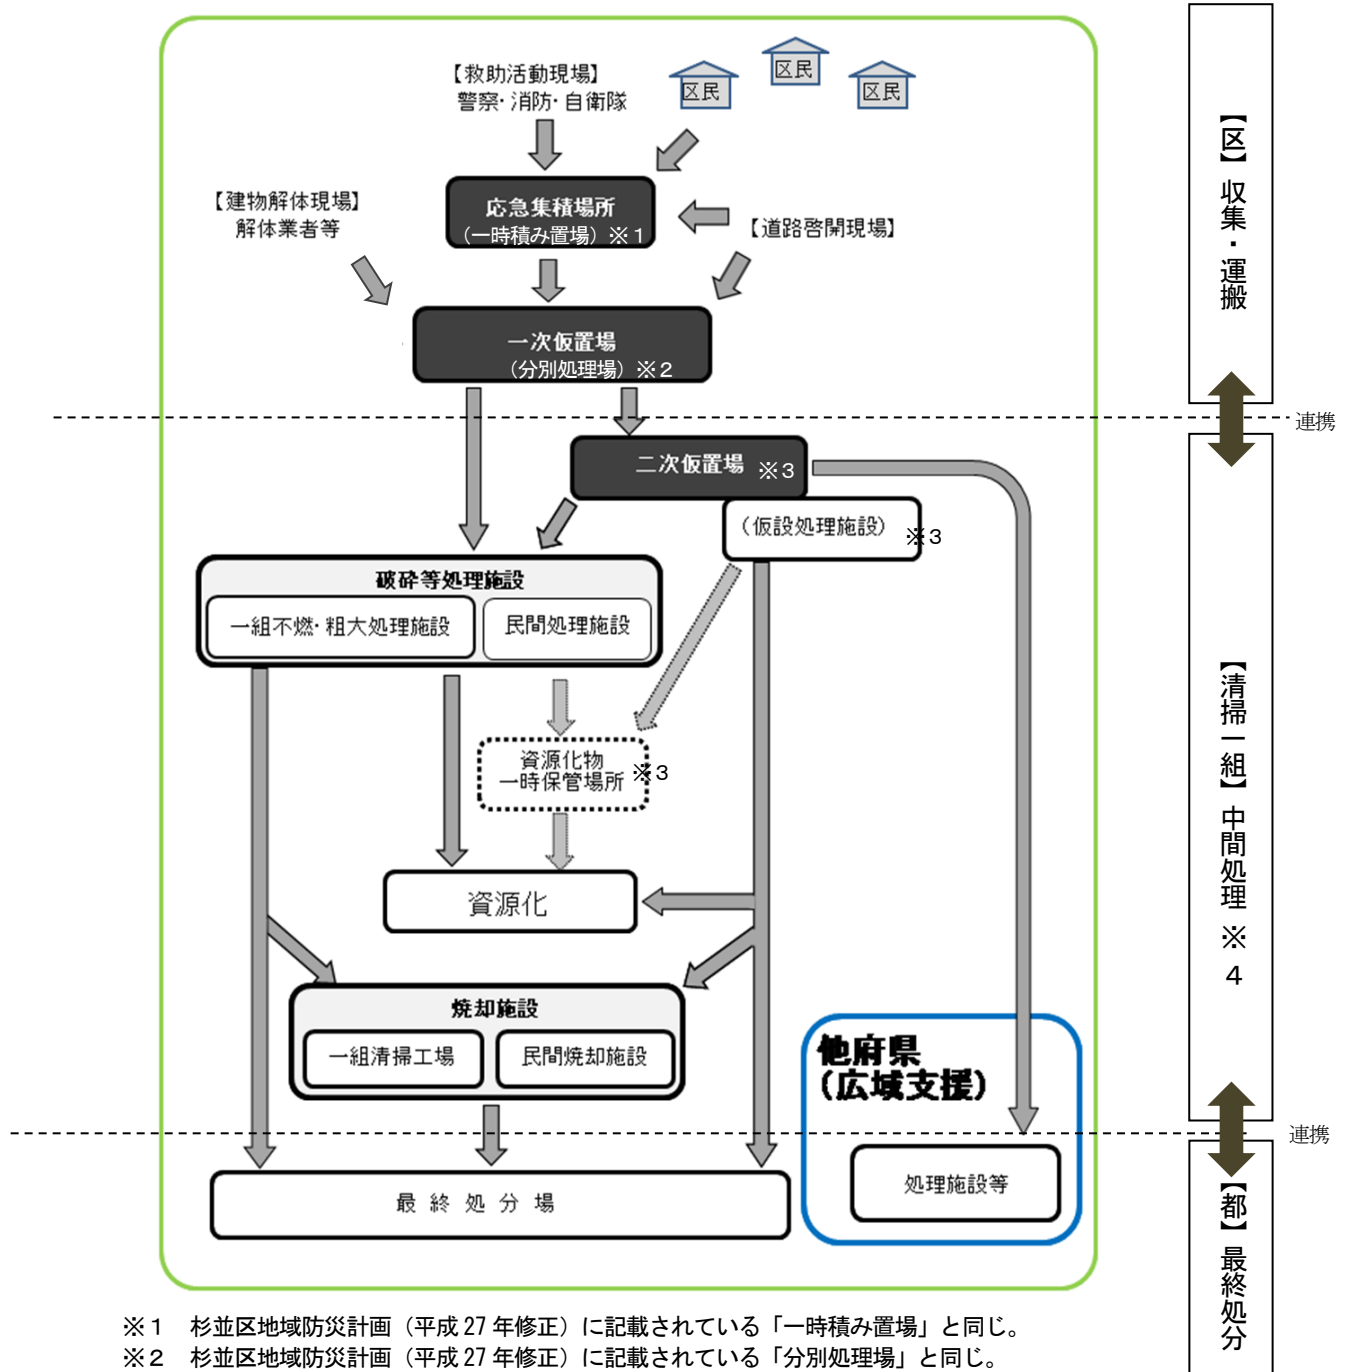 【救助活動現場】
警察・消防・自衛隊
区民
区民
区民
【建物解体現場】
解体業者等
応急集積場所
（一時積み置場）※１
【道路啓開現場】
一次仮置場
（分別処理場）※２
【区】収集・運搬
連携
二次仮置場 ※３
（仮設処理施設）※３
破砕等処理施設
一組不燃・粗大処理施設
民間処理施設
資源化物
一時保管場所 ※３
資源化
【清掃一組】中間処理※４
焼却施設
一組清掃工場
民間焼却施設
他府県
（広域支援）
処理施設等
連携
最終処分場
【都】最終処分
※１　杉並区地域防災計画（平成27年修正）に記載されている「一時積み置場」と同じ。
※２　杉並区地域防災計画（平成27年修正）に記載されている「分別処理場」と同じ。